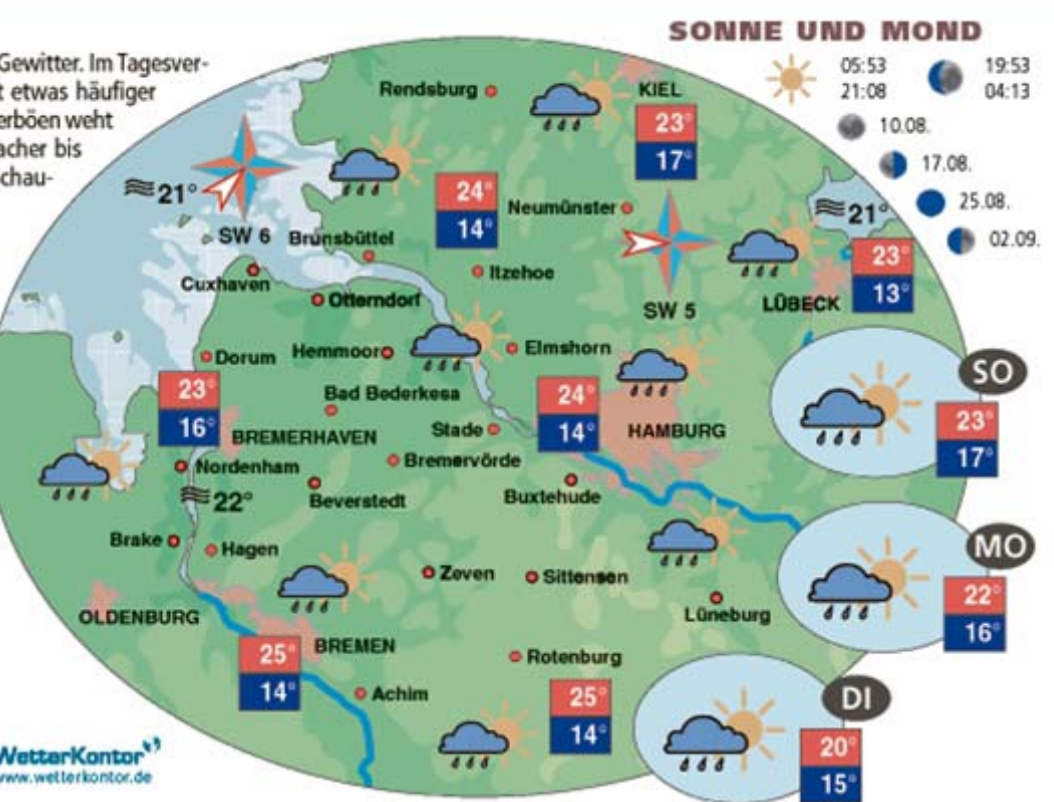 SONNE UND MOND
05:53
21:08
19:53
04:13
10.08.
17.08.
25.08.
02.09.
Gewitter. Im Tagesver-
t etwas häufiger
erböen weht
acher bis
chau-
Rendsburg
KIEL
23°
17°
21°
24°
14°
Neumünster
21°
SW 6
Brunsbüttel
23°
13°
Cuxhaven
Itzehoe
Otterndorf
SW 5
LÜBECK
Dorum
Hemmoor
Elmshorn
SO
23°
17°
23°
16°
Bad Bederkesa
24°
14°
BREMERHAVEN
Stade
HAMBURG
Nordenham
Bremervörde
22°
Beverstedt
Buxtehude
Brake
Hagen
MO
22°
16°
Zeven
Sittensen
OLDENBURG
Lüneburg
BREMEN
25°
14°
Rotenburg
Achim
25°
14°
DI
20°
15°
WetterKontor
www.wetterkontor.de